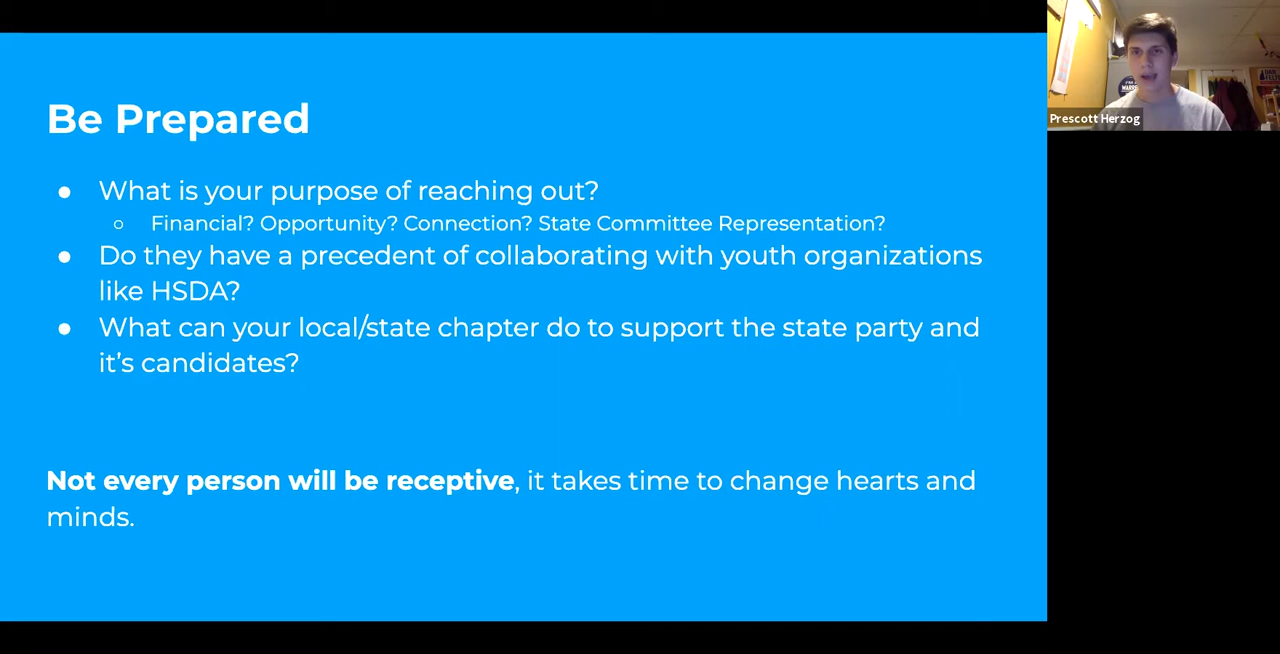 Be Prepared
● What is your purpose of reaching out?
○ Financial? Opportunity? Connection? State Committee Representation?
● Do they have a precedent of collaborating with youth organizations
like HSDA?
● What can your local/state chapter do to support the state party and
it's candidates?
Not every person will be receptive, it takes time to change hearts and
minds.
WARREN
Prescott Herzog